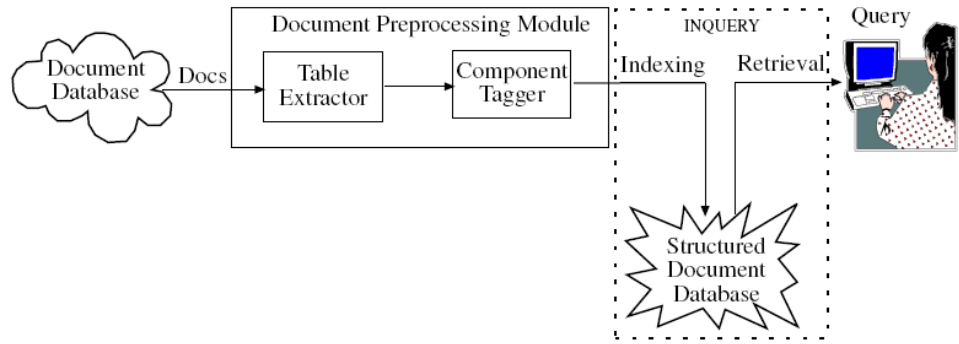 Document Preprocessing Module
INQUERY
Query
Document
Database
Docs
Table
Extractor
Component
Tagger
Indexing
Retrieval
Structured
Document
Database